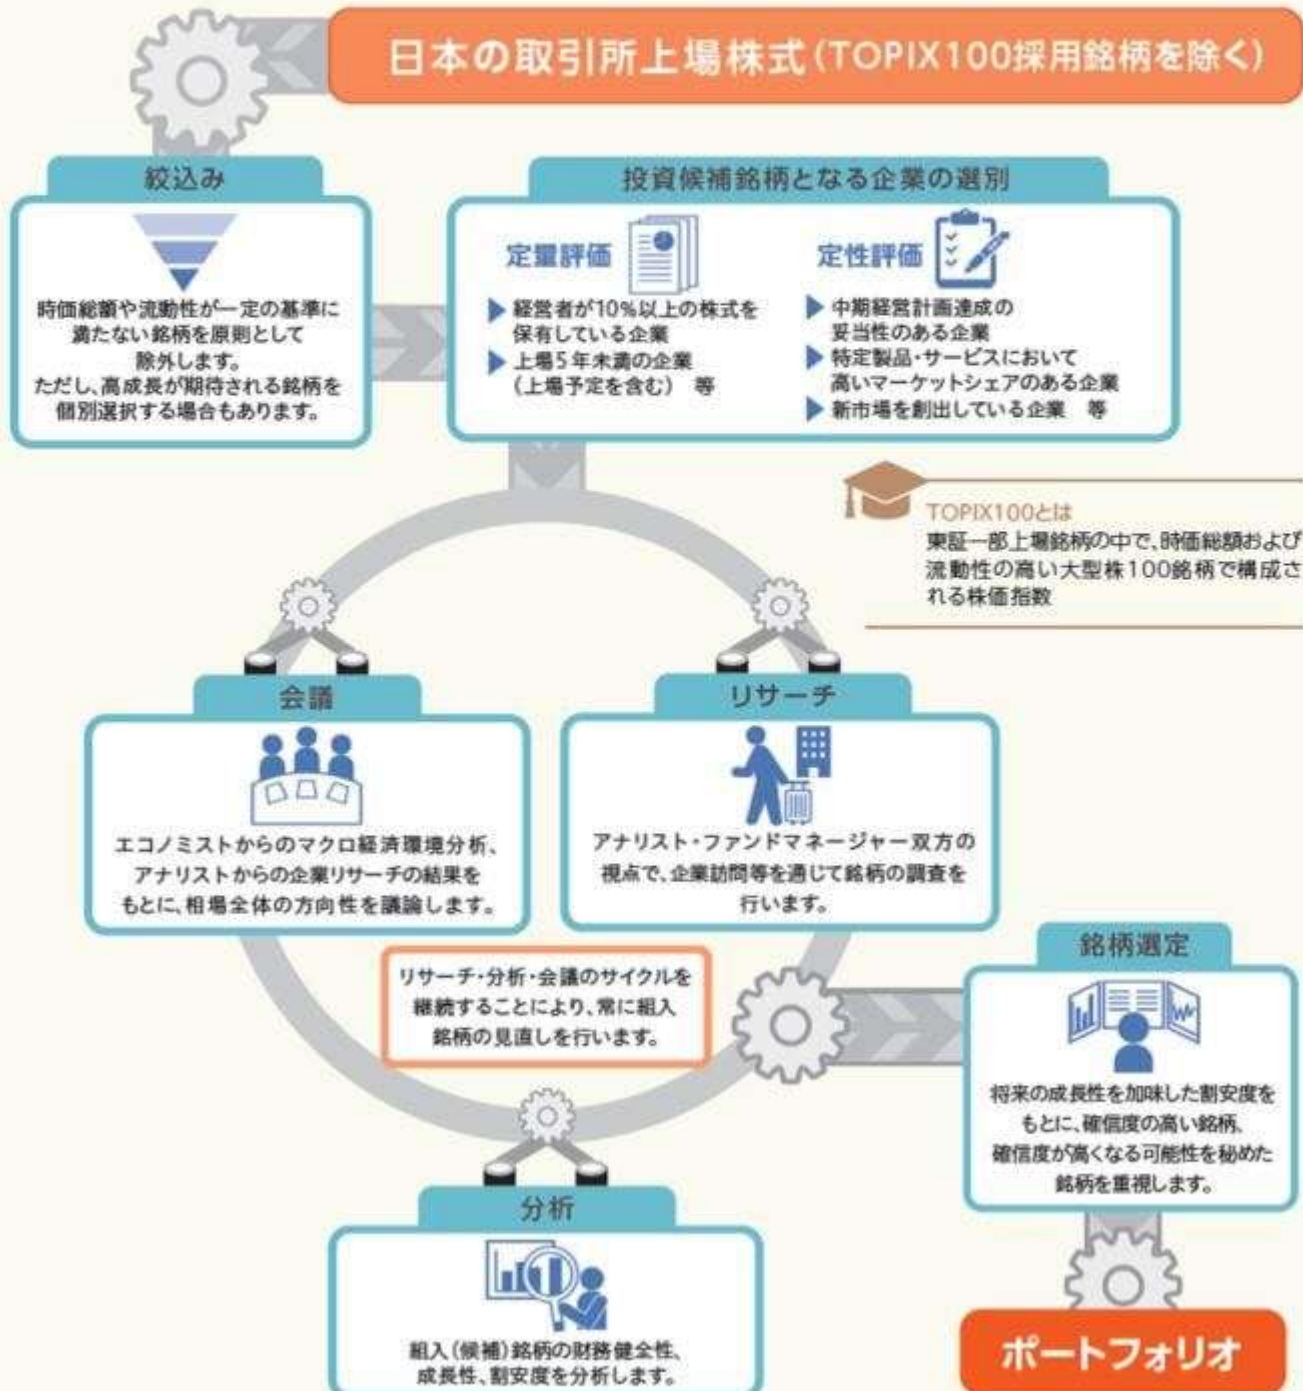 日本の取引所上場株式(TOPIX100採用銘柄を除く)
絞込み
時価総額や流動性が一定の基準に
満たない銘柄を原則として
除外します。
ただし、高成長が期待される銘柄を
個別選択する場合もあります。
投資候補銘柄となる企業の選別
定量評価
▶ 経営者が10%以上の株式を
保有している企業
▶ 上場5年未満の企業
(上場予定を含む) 等
定性評価
▶ 中期経営計画達成の
妥当性のある企業
▶ 特定製品・サービスにおいて
高いマーケットシェアのある企業
▶ 新市場を創出している企業 等
TOPIX100とは
東証一部上場銘柄の中で、時価総額および
流動性の高い大型株100銘柄で構成さ
れる株価指数
会議
エコノミストからのマクロ経済環境分析、
アナリストからの企業リサーチの結果を
もとに、相場全体の方向性を議論します。
リサーチ
アナリスト・ファンドマネージャー双方の
視点で、企業訪問等を通じて銘柄の調査を
行います。
リサーチ・分析・会議のサイクルを
継続することにより、常に組入
銘柄の見直しを行います。
銘柄選定
将来の成長性を加味した割安度を
もとに、確信度の高い銘柄、
確信度が高くなる可能性を秘めた
銘柄を重視します。
分析
組入(候補)銘柄の財務健全性、
成長性、割安度を分析します。
ポートフォリオ